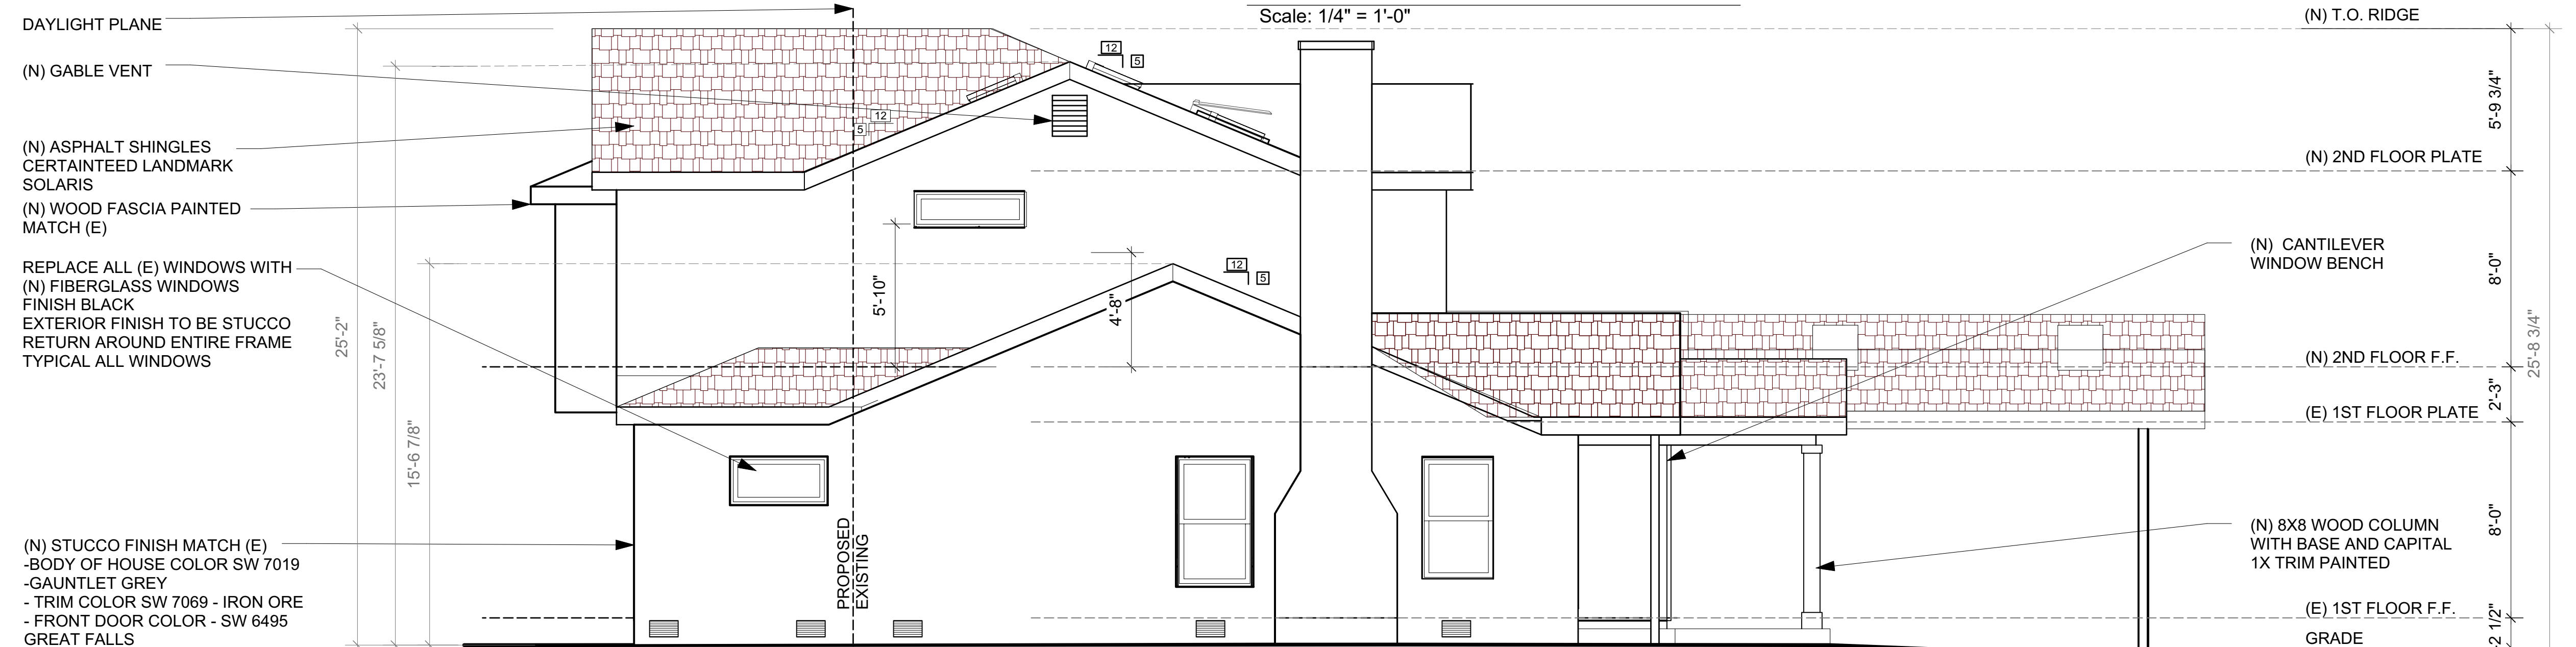 Scale: 1/4" = 1'-0"
DAYLIGHT PLANE
(N) GABLE VENT
(N) ASPHALT SHINGLES
CERTAINTEED LANDMARK
SOLARIS
(N) WOOD FASCIA PAINTED
MATCH (E)
REPLACE ALL (E) WINDOWS WITH
(N) FIBERGLASS WINDOWS
FINISH BLACK
EXTERIOR FINISH TO BE STUCCO
RETURN AROUND ENTIRE FRAME
TYPICAL ALL WINDOWS
(N) STUCCO FINISH MATCH (E)
-BODY OF HOUSE COLOR SW 7019
-GAUNTLET GREY
- TRIM COLOR SW 7069 - IRON ORE
- FRONT DOOR COLOR - SW 6495
GREAT FALLS
25'-2"
23'-7 5/8"
15'-6 7/8"
12
5
12
5
5'-10"
4'-8"
12
5
PROPOSED
EXISTING
(N) CANTILEVER
WINDOW BENCH
(N) 8X8 WOOD COLUMN
WITH BASE AND CAPITAL
1X TRIM PAINTED
(N) T.O. RIDGE
5'-9 3/4"
(N) 2ND FLOOR PLATE
8'-0"
(N) 2ND FLOOR F.F.
2'-3"
(E) 1ST FLOOR PLATE
8'-0"
(E) 1ST FLOOR F.F.
2 1/2"
GRADE
25'-8 3/4"